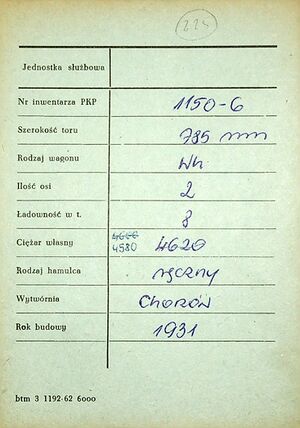 224
Jednostka służbowa
Nr inwentarza PKP 1150-6
Szerokość toru 785 mm
Rodzaj wagonu Wh
Ilość osi 2
Ładowność w t. 8
Ciężar własny 4580 4620
Rodzaj hamulca ręczny
Wytwórnia Chorzów
Rok budowy 1931
btm 3 1192-62 6000